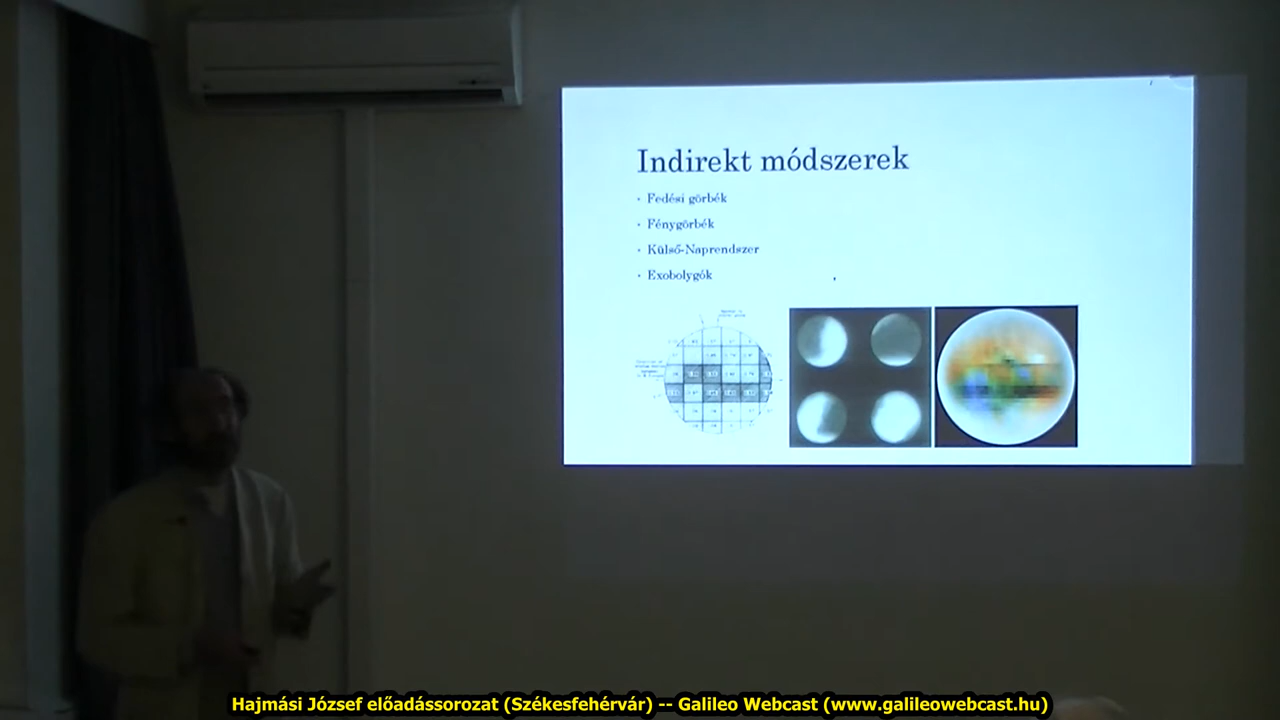 Indirekt módszerek
• Fedési görbék
• Fénygörbék
• Külső-Naprendszer
• Exobolygók
Hajmási József előadássorozat (Székesfehérvár) -- Galileo Webcast (www.galileowebcast.hu)